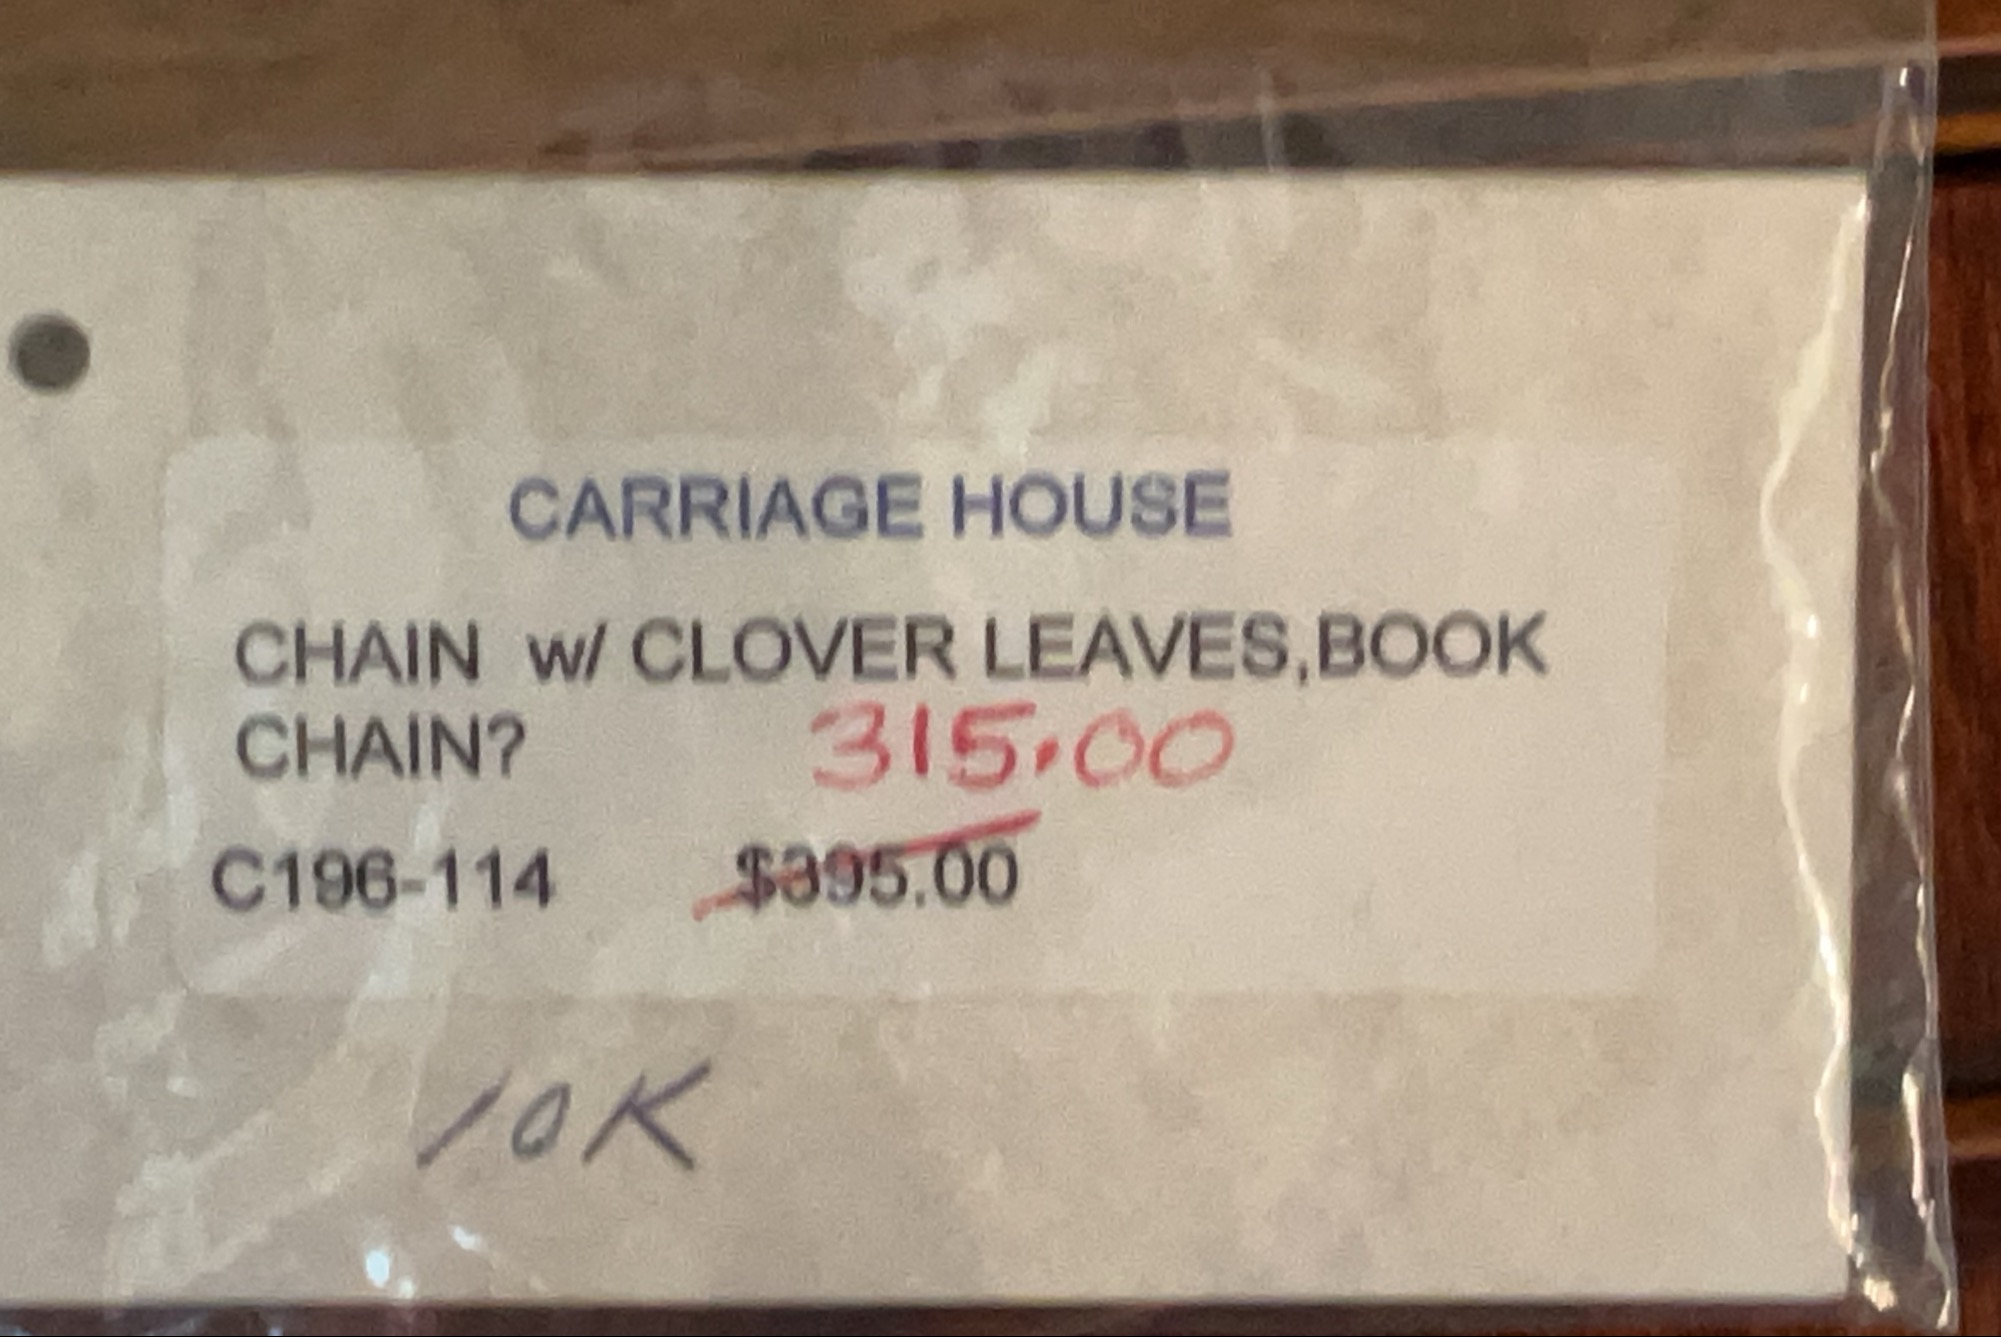 CARRIAGE HOUSE
CHAIN w/ CLOVER LEAVES,BOOK
CHAIN? 315.00
C196-114 $395.00
10K